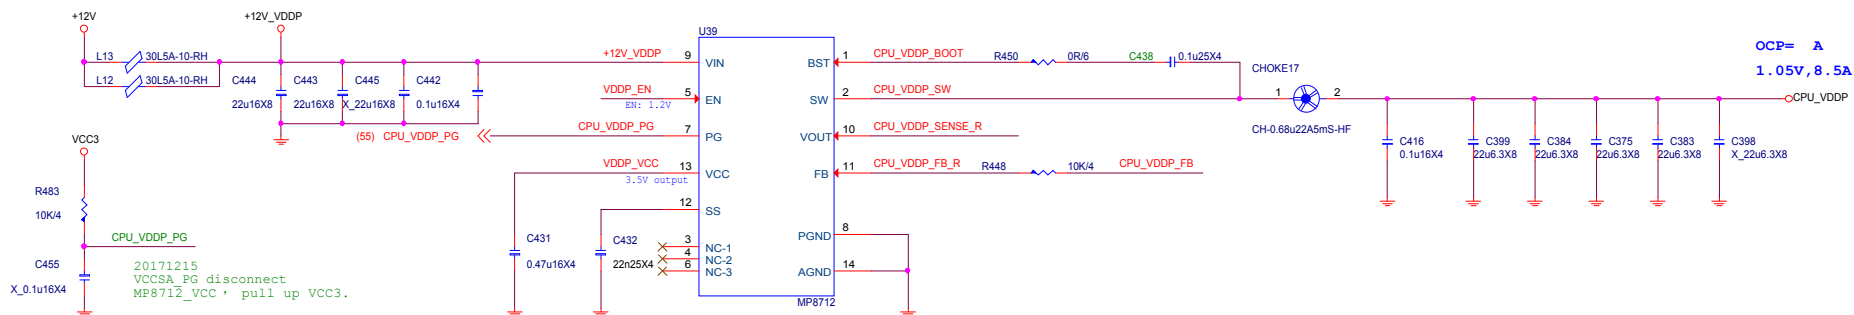 +12V
+12V_VDDP
U39
L13 30L5A-10-RH
L12 30L5A-10-RH
C444
22u16X8
C443
22u16X8
C445
X_22u16X8
C442
0.1u16X4
+12V_VDDP 9 VIN
VDDP_EN 5 EN
EN: 1.2V
(55) CPU_VDDP_PG
CPU_VDDP_PG 7 PG
VDDP_VCC 13 VCC
3.5V output
12 SS
3 NC-1
4 NC-2
6 NC-3
C431
0.47u16X4
C432
22n25X4
VCC3
R483
10K/4
CPU_VDDP_PG
C455
X_0.1u16X4
20171215
VCCSA_PG disconnect
MP8712_VCC , pull up VCC3.
BST 1 CPU_VDDP_BOOT R450 0R/6 C438 0.1u25X4
SW 2 CPU_VDDP_SW
VOUT 10 CPU_VDDP_SENSE_R
FB 11 CPU_VDDP_FB_R R448 10K/4 CPU_VDDP_FB
PGND 8
AGND 14
MP8712
CHOKE17
1 2
CH-0.68u22A5mS-HF
OCP= A
1.05V,8.5A
CPU_VDDP
C416
0.1u16X4
C399
22u6.3X8
C384
22u6.3X8
C375
22u6.3X8
C383
22u6.3X8
C398
X_22u6.3X8